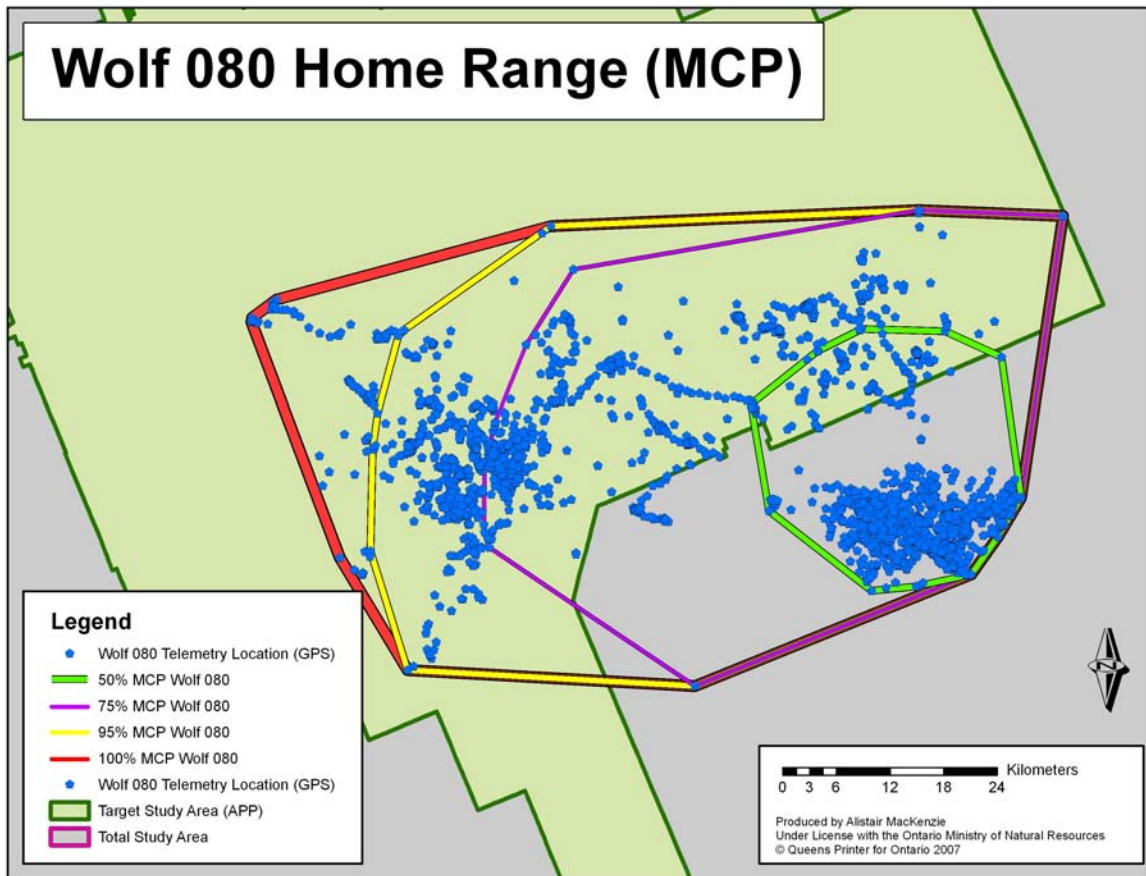 Wolf 080 Home Range (MCP)
Legend
Wolf 080 Telemetry Location (GPS)
50% MCP Wolf 080
75% MCP Wolf 080
95% MCP Wolf 080
100% MCP Wolf 080
Wolf 080 Telemetry Location (GPS)
Target Study Area (APP)
Total Study Area
N
Kilometers
0 3 6 12 18 24
Produced by Alistair MacKenzie
Under License with the Ontario Ministry of Natural Resources
© Queens Printer for Ontario 2007